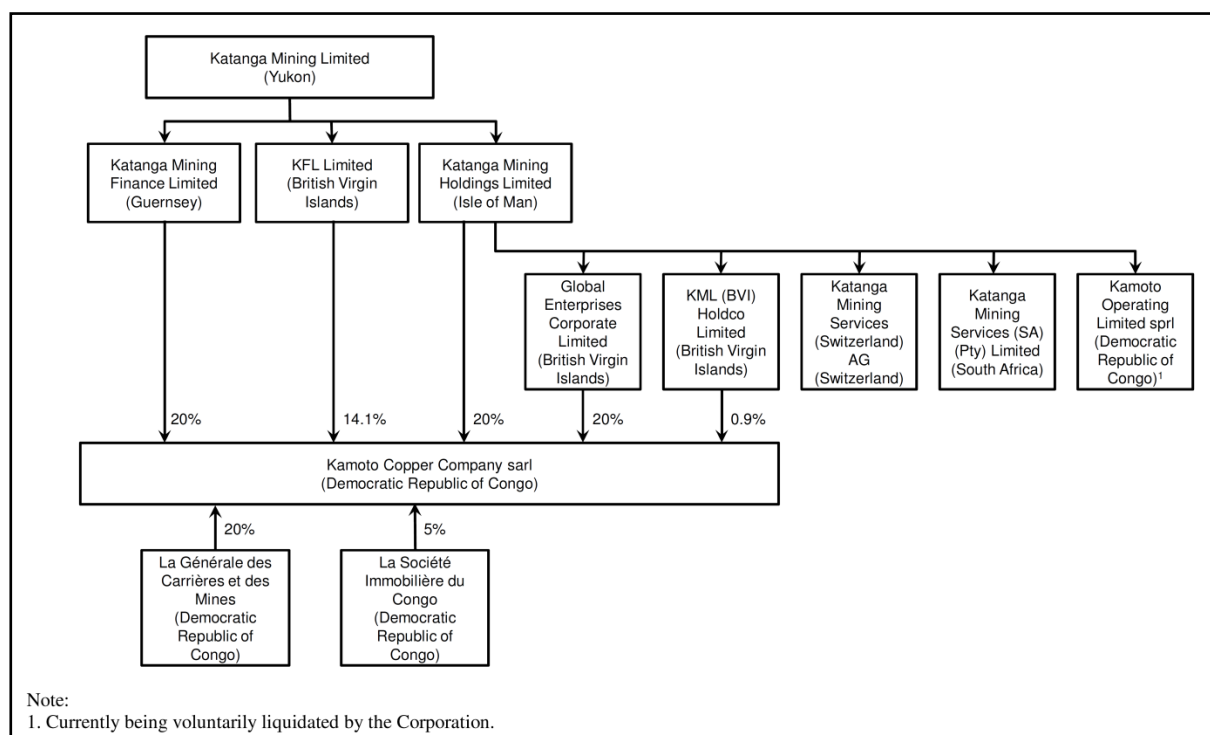 Katanga Mining Limited
(Yukon)
Katanga Mining
Finance Limited
(Guernsey)
KFL Limited
(British Virgin
Islands)
Katanga Mining
Holdings Limited
(Isle of Man)
Global
Enterprises
Corporate
Limited
(British Virgin
Islands)
KML (BVI)
Holdco
Limited
(British Virgin
Islands)
Katanga
Mining
Services
(Switzerland)
AG
(Switzerland)
Katanga
Mining
Services (SA)
(Pty) Limited
(South Africa)
Kamoto
Operating
Limited sprl
(Democratic
Republic of
Congo)¹
20%
14.1%
20%
20%
0.9%
Kamoto Copper Company sarl
(Democratic Republic of Congo)
20%
5%
La Générale des
Carrières et des
Mines
(Democratic
Republic of
Congo)
La Société
Immobilière du
Congo
(Democratic
Republic of
Congo)
Note:
1. Currently being voluntarily liquidated by the Corporation.